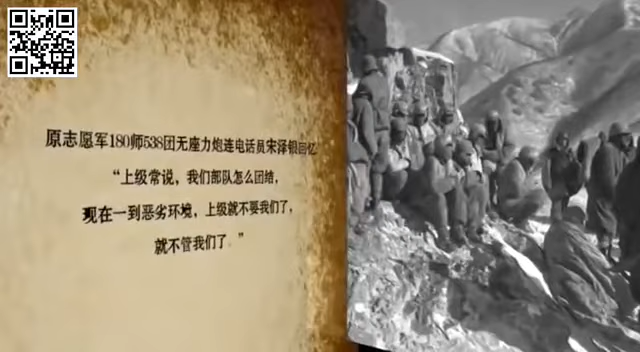 原志愿军180师538团无座力炮连电话员宋泽银回忆
“上级常说，我们部队怎么团结，
现在一到恶劣环境，上级就不要我们了，
就不管我们了。”